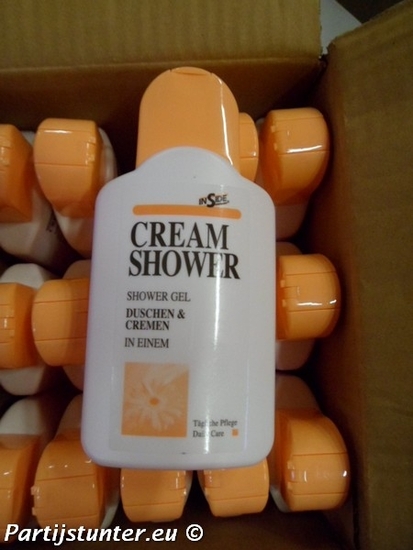 INSIDE
CREAM
SHOWER
SHOWER GEL
DUSCHEN &
CREMEN
IN EINEM
Tägliche Pflege
Daily Care
Partijstunter.eu ©